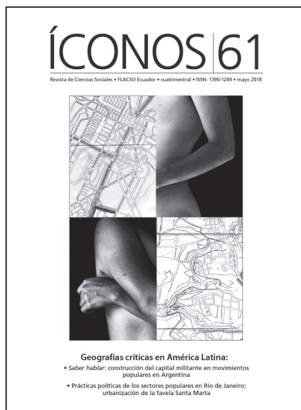 ÍCONOS|61
Revista de Ciencias Sociales • FLACSO Ecuador • cuatrimestral • ISSN: 1390-1249 • mayo 2018
Geografías críticas en América Latina:
• Saber hablar: construcción del capital militante en movimientos
populares en Argentina
• Prácticas políticas de los sectores populares en Río de Janeiro:
urbanización de la favela Santa Marta